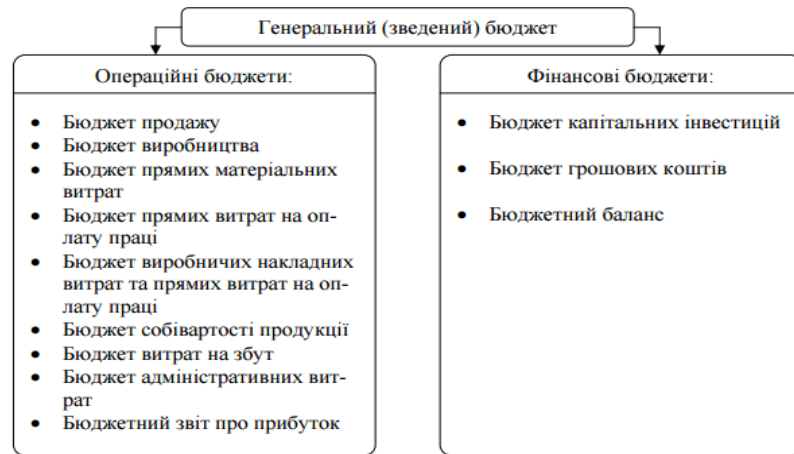 Генеральний (зведений) бюджет
Операційні бюджети:
• Бюджет продажу
• Бюджет виробництва
• Бюджет прямих матеріальних
витрат
• Бюджет прямих витрат на оп-
лату праці
• Бюджет виробничих накладних
витрат та прямих витрат на оп-
лату праці
• Бюджет собівартості продукції
• Бюджет витрат на збут
• Бюджет адміністративних вит-
рат
• Бюджетний звіт про прибуток
Фінансові бюджети:
• Бюджет капітальних інвестицій
• Бюджет грошових коштів
• Бюджетний баланс